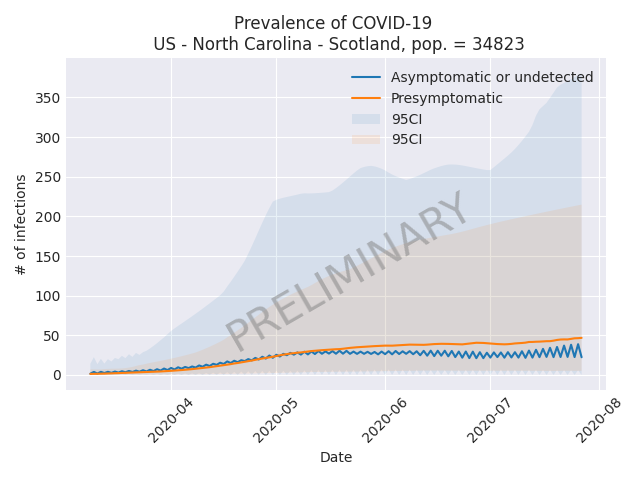 Prevalence of COVID-19
US - North Carolina - Scotland, pop. = 34823
Asymptomatic or undetected
Presymptomatic
95CI
95CI
350
300
250
200
150
100
50
0
# of infections
PRELIMINARY
2020-04
2020-05
2020-06
2020-07
2020-08
Date